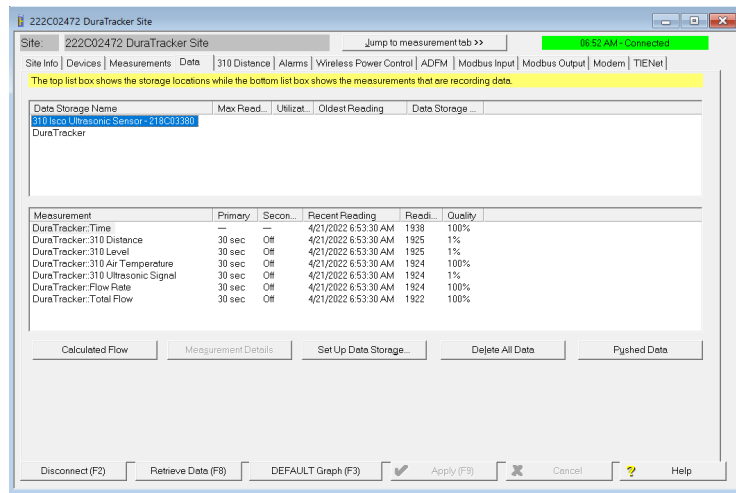 222C02472 DuraTracker Site
Site: 222C02472 DuraTracker Site Jump to measurement tab >> 06:52 AM - Connected
Site Info Devices Measurements Data 310 Distance Alarms Wireless Power Control ADFM Modbus Input Modbus Output Modem TIENet
The top list box shows the storage locations while the bottom list box shows the measurements that are recording data.
Data Storage Name Max Read... Utilizat... Oldest Reading Data Storage ...
310 Isco Ultrasonic Sensor - 218C03380
DuraTracker
Measurement Primary Secon... Recent Reading Readi... Quality
DuraTracker::Time — — 4/21/2022 6:53:30 AM 1938 100%
DuraTracker::310 Distance 30 sec Off 4/21/2022 6:53:30 AM 1925 1%
DuraTracker::310 Level 30 sec Off 4/21/2022 6:53:30 AM 1925 1%
DuraTracker::310 Air Temperature 30 sec Off 4/21/2022 6:53:30 AM 1924 100%
DuraTracker::310 Ultrasonic Signal 30 sec Off 4/21/2022 6:53:30 AM 1924 1%
DuraTracker::Flow Rate 30 sec Off 4/21/2022 6:53:30 AM 1924 100%
DuraTracker::Total Flow 30 sec Off 4/21/2022 6:53:30 AM 1922 100%
Calculated Flow Measurement Details Set Up Data Storage... Delete All Data Pushed Data
Disconnect (F2) Retrieve Data (F8) DEFAULT Graph (F3) Apply (F9) Cancel ? Help